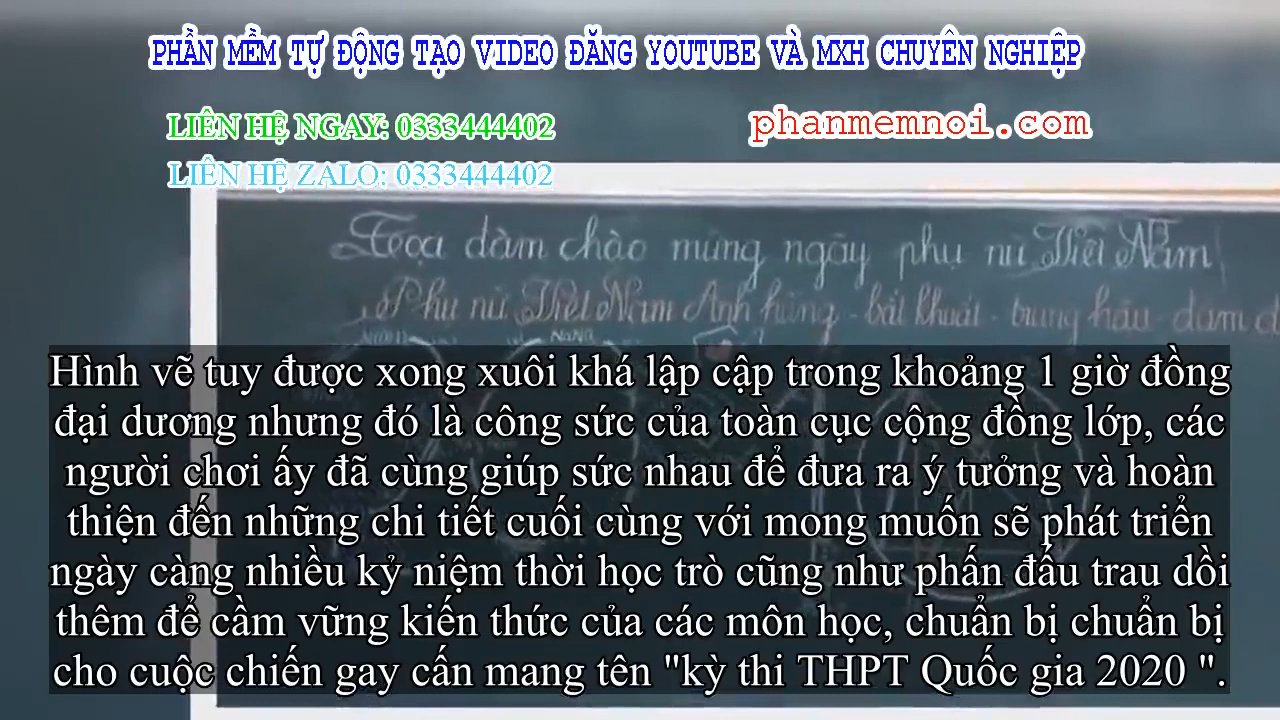 PHẦN MỀM TỰ ĐỘNG TẠO VIDEO ĐĂNG YOUTUBE VÀ MXH CHUYÊN NGHIỆP
LIÊN HỆ NGAY: 0333444402
phanmemnoi.com
LIÊN HỆ ZALO: 0333444402
Tọa đàm chào mừng ngày phụ nữ Việt Nam
Phụ nữ Việt Nam Anh hùng - bất khuất - trung hậu - đảm đ
Hình vẽ tuy được xong xuôi khá lập cập trong khoảng 1 giờ đồng
đại dương nhưng đó là công sức của toàn cục cộng đồng lớp, các
người chơi ấy đã cùng giúp sức nhau để đưa ra ý tưởng và hoàn
thiện đến những chi tiết cuối cùng với mong muốn sẽ phát triển
ngày càng nhiều kỷ niệm thời học trò cũng như phấn đấu trau dồi
thêm để cầm vững kiến thức của các môn học, chuẩn bị chuẩn bị
cho cuộc chiến gay cấn mang tên "kỳ thi THPT Quốc gia 2020 ".